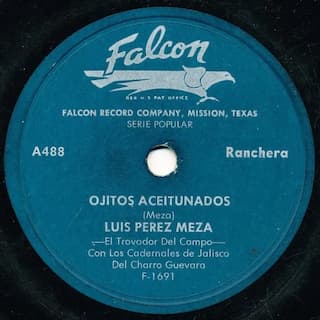 Falcon
REG. U.S. PAT. OFFICE
FALCON RECORD COMPANY, MISSION, TEXAS
SERIE POPULAR
A488
Ranchera
OJITOS ACEITUNADOS
(Meza)
LUIS PEREZ MEZA
—El Trovador Del Campo—
Con Los Cadernales de Jalisco
Del Charro Guevara
F-1691